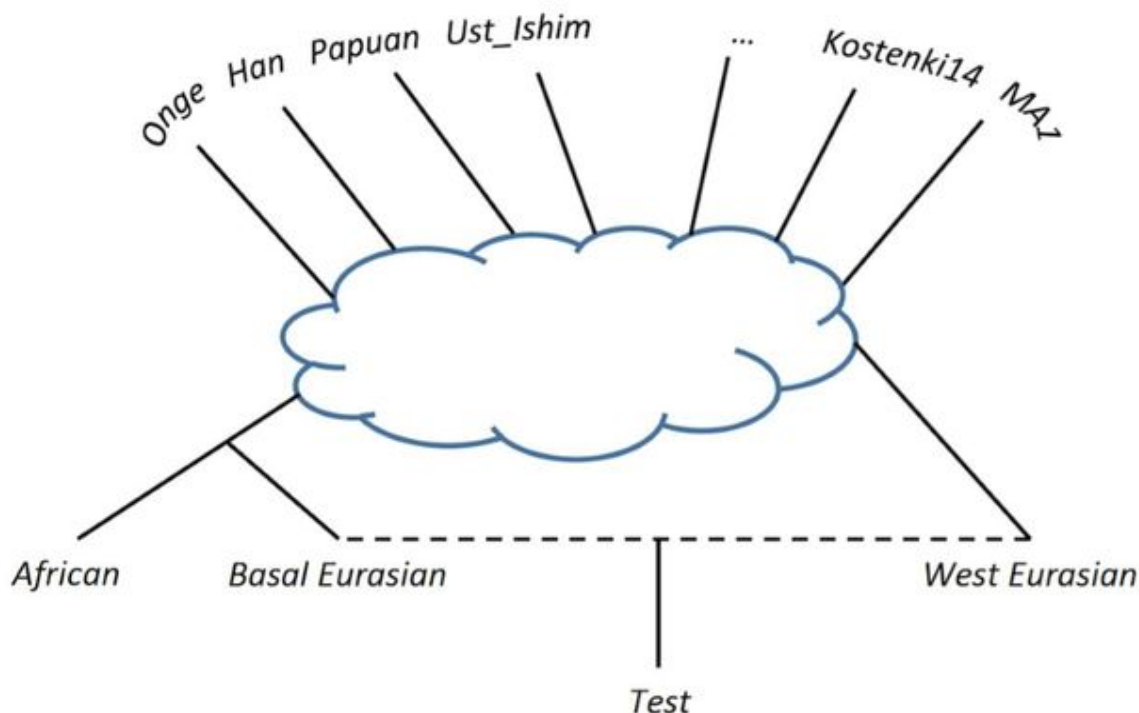 Onge Han Papuan Ust_Ishim ... Kostenki14 MA1
African Basal Eurasian West Eurasian
Test